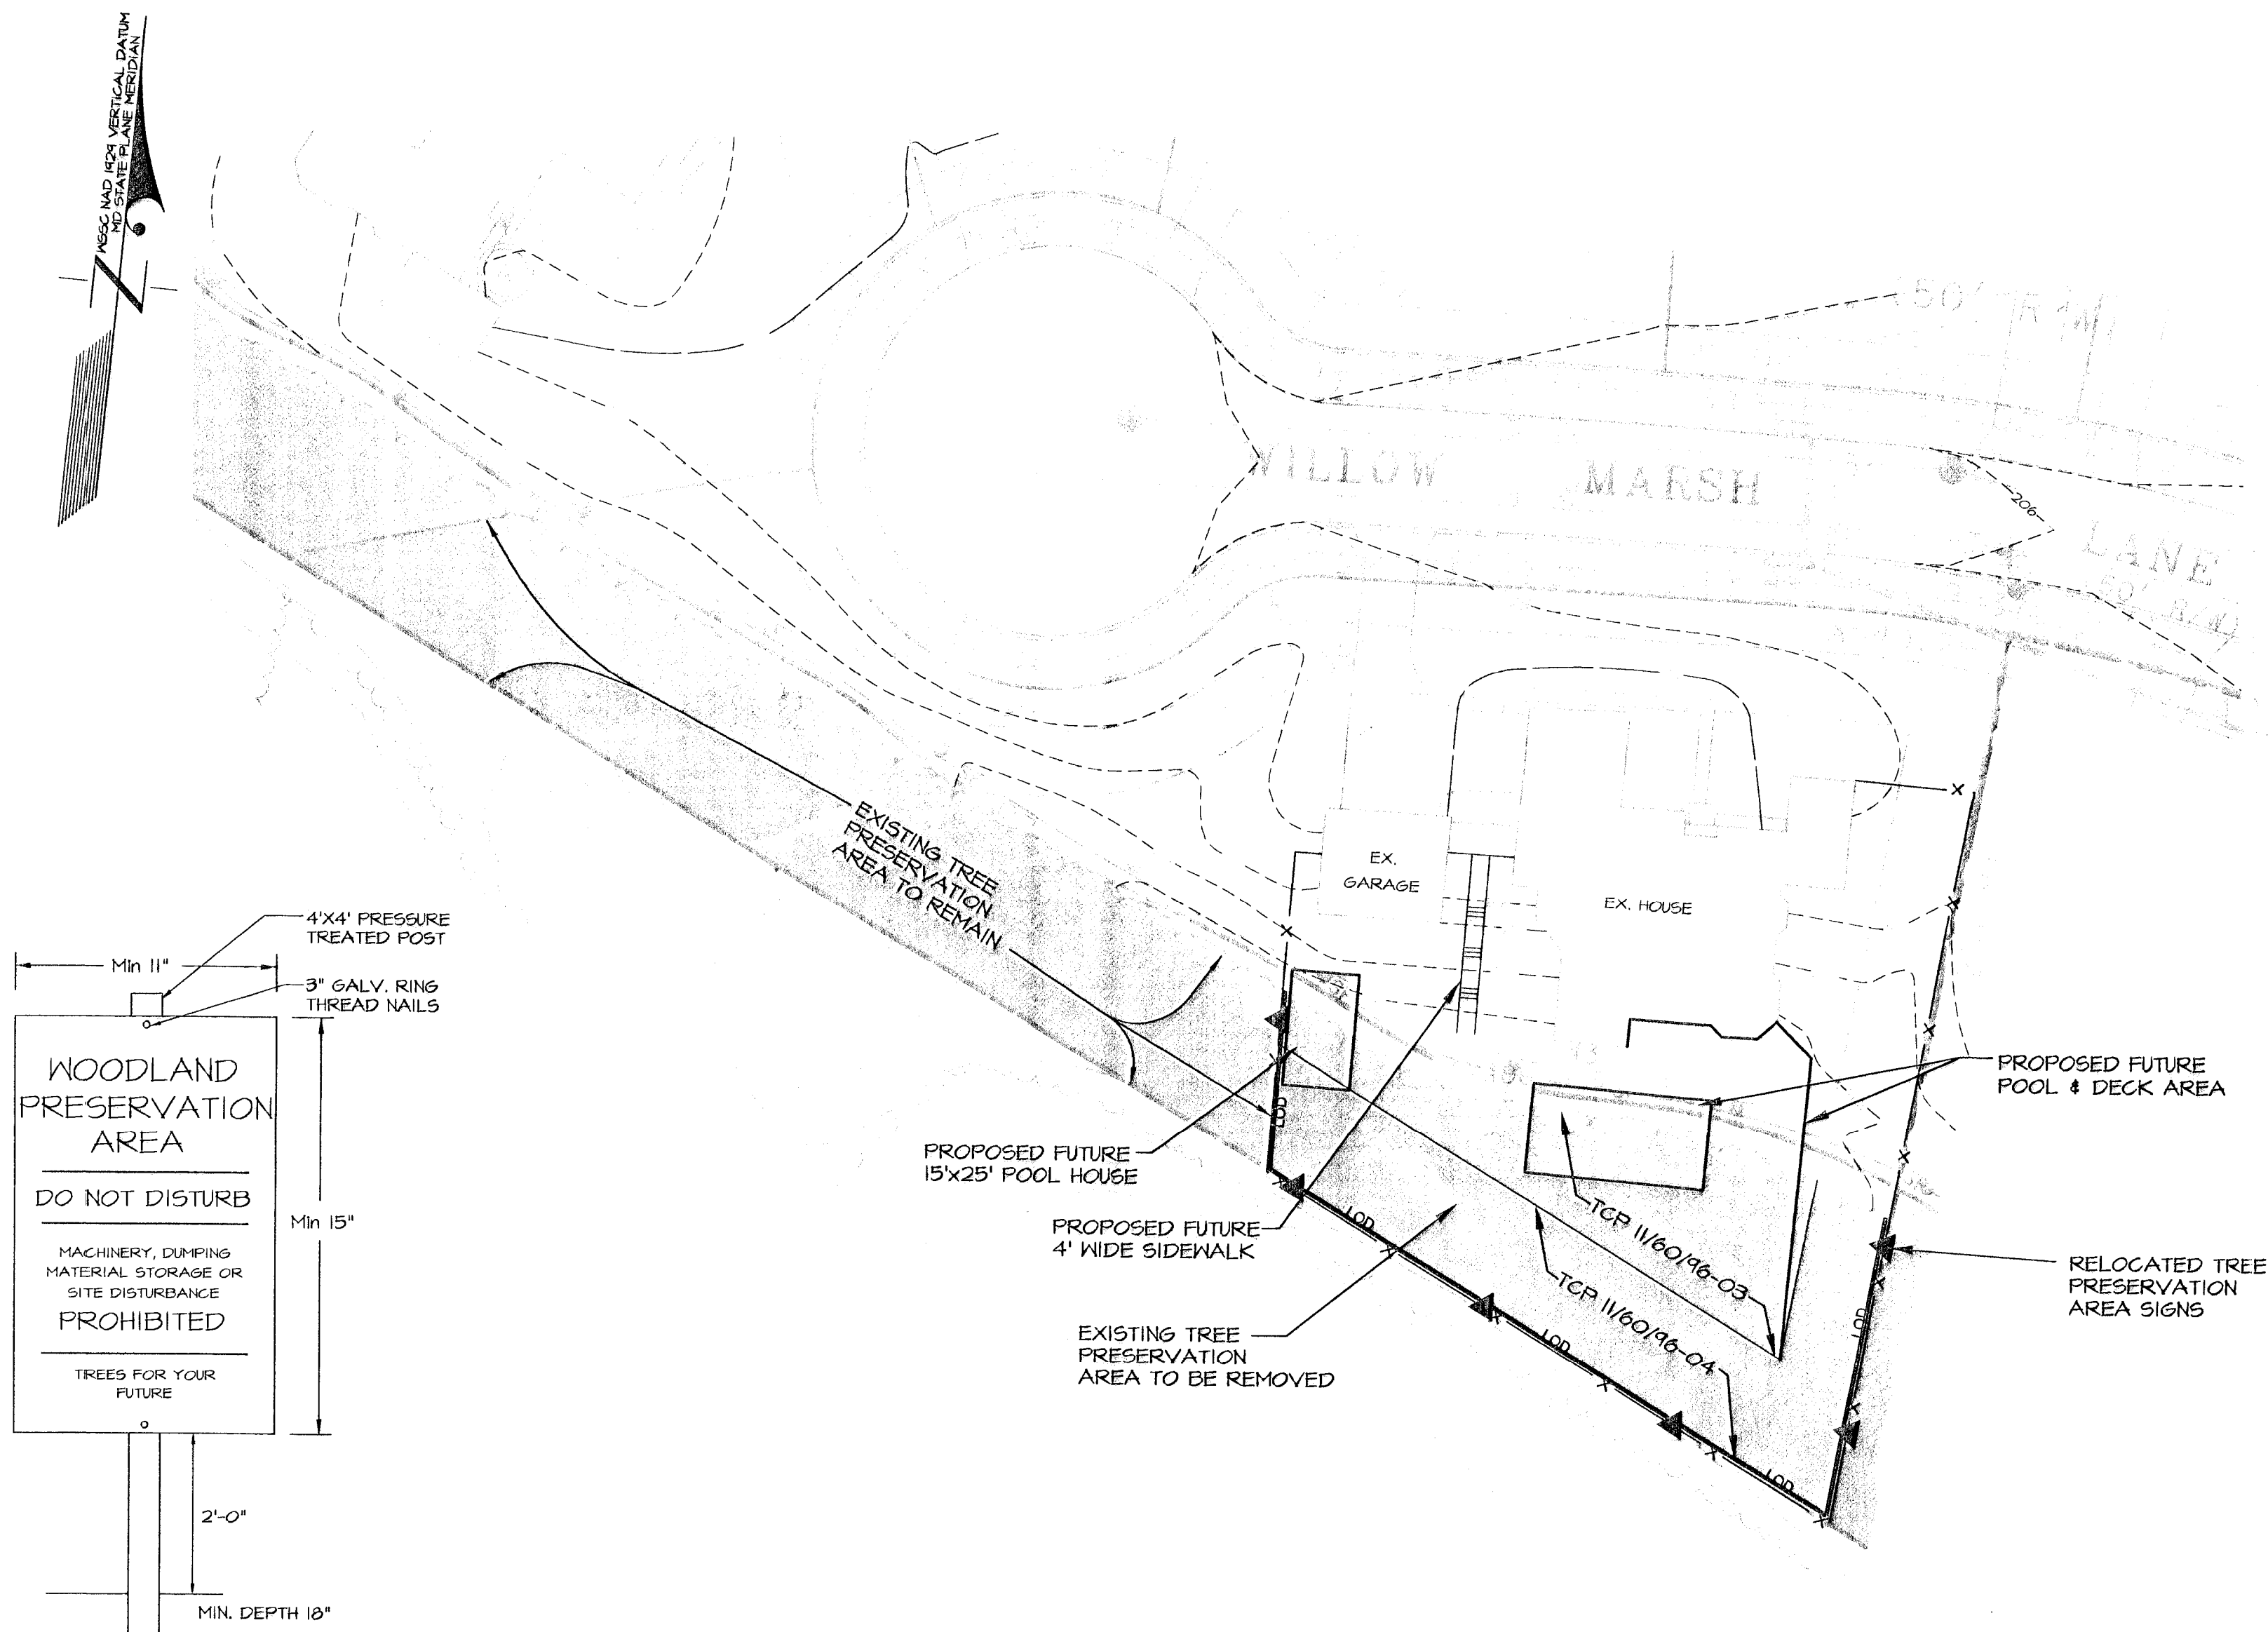 WSSC NAD 1929 VERTICAL DATUM
MD STATE PLANE MERIDIAN
(50' R/W)
WILLOW MARSH LANE
(50' R/W)
206
EXISTING TREE
PRESERVATION
AREA TO REMAIN
EX.
GARAGE
EX. HOUSE
PROPOSED FUTURE
POOL & DECK AREA
PROPOSED FUTURE
15'x25' POOL HOUSE
PROPOSED FUTURE
4' WIDE SIDEWALK
EXISTING TREE
PRESERVATION
AREA TO BE REMOVED
TCP II/60/96-03
TCP II/60/96-04
RELOCATED TREE
PRESERVATION
AREA SIGNS
LOD
LOD
LOD
LOD
LOD
4'X4' PRESSURE
TREATED POST
Min 11"
3" GALV. RING
THREAD NAILS
WOODLAND
PRESERVATION
AREA
DO NOT DISTURB
MACHINERY, DUMPING
MATERIAL STORAGE OR
SITE DISTURBANCE
PROHIBITED
TREES FOR YOUR
FUTURE
Min 15"
2'-0"
MIN. DEPTH 18"